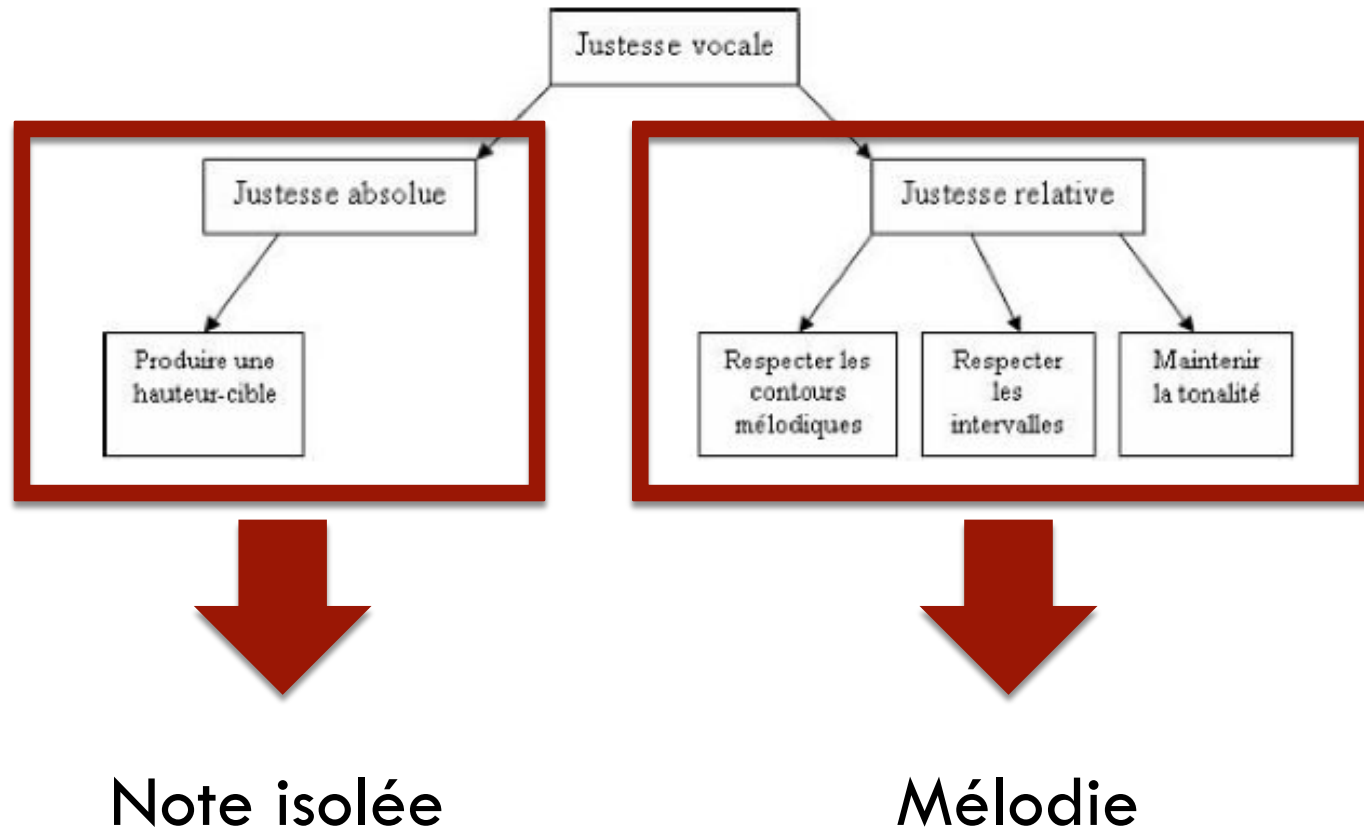 Justesse vocale
Justesse absolue
Justesse relative
Produire une
hauteur-cible
Respecter les
contours
mélodiques
Respecter
les
intervalles
Maintenir
la tonalité
Note isolée
Mélodie